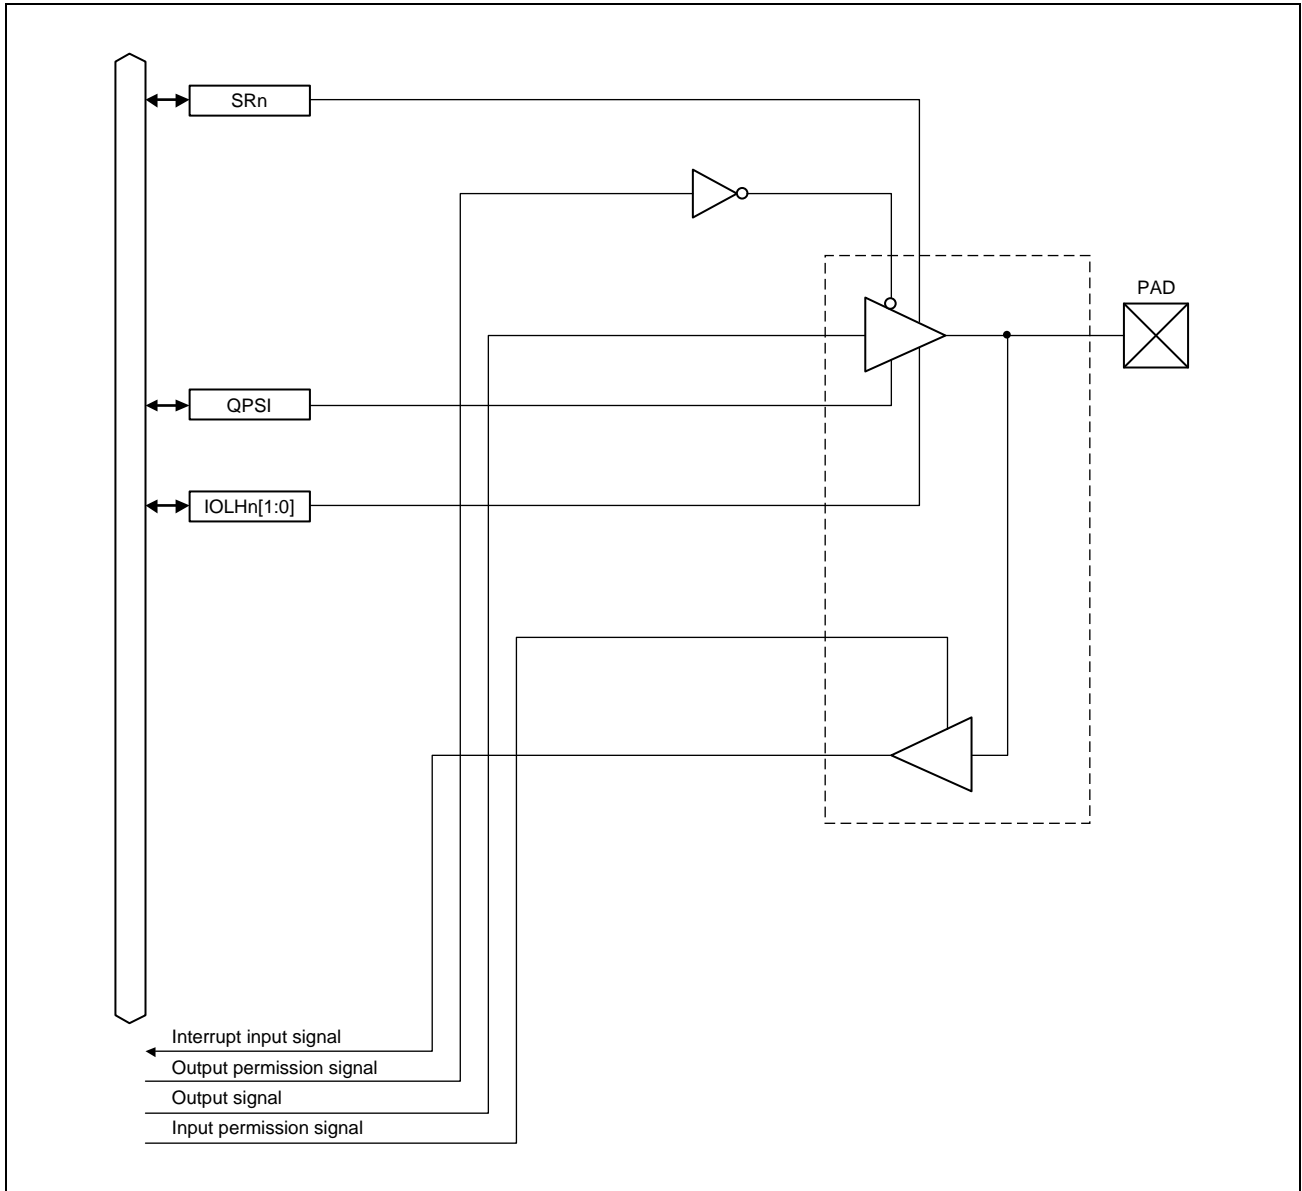 SRn
PAD
QPSI
IOLHn[1:0]
Interrupt input signal
Output permission signal
Output signal
Input permission signal